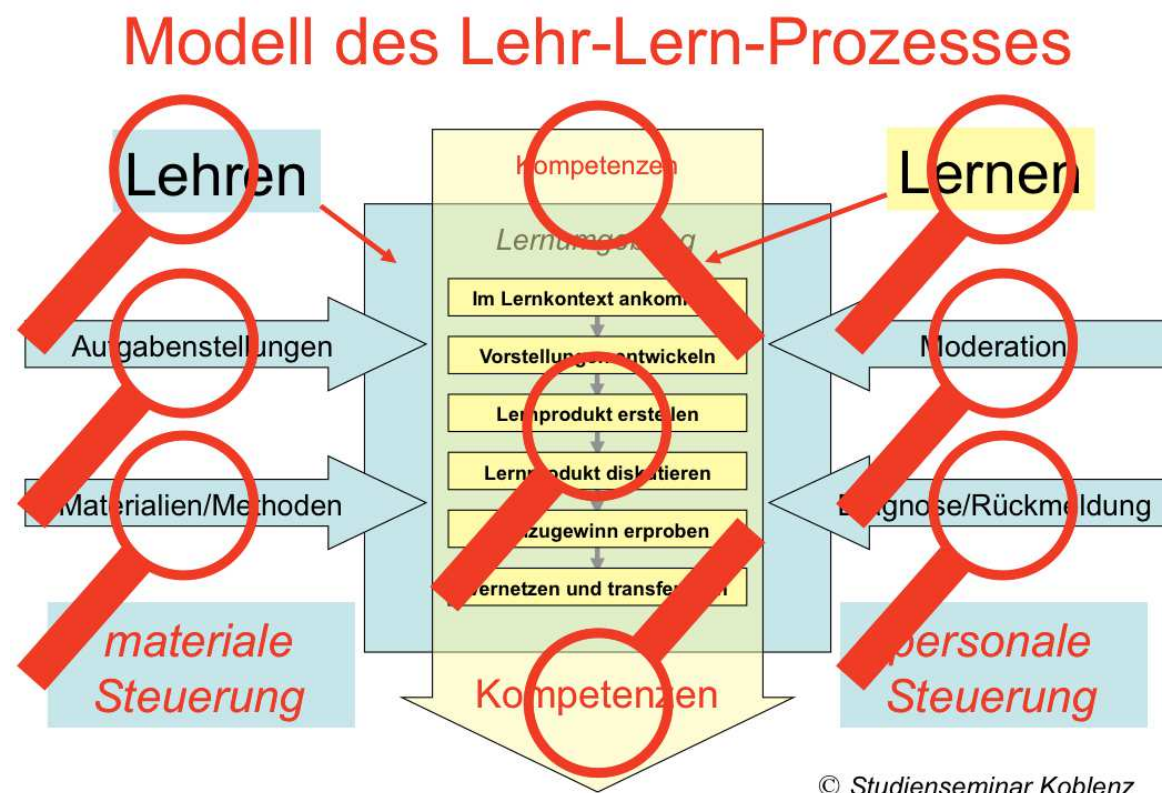 Modell des Lehr-Lern-Prozesses
Lehren
Kompetenzen
Lernen
Lernumgebung
Im Lernkontext ankommen
Vorstellungen entwickeln
Lernprodukt erstellen
Lernprodukt diskutieren
erproben
vernetzen und transferieren
Aufgabenstellungen
Materialien/Methoden
Moderation
Diagnose/Rückmeldung
materiale
Steuerung
Kompetenzen
personale
Steuerung
© Studienseminar Koblenz